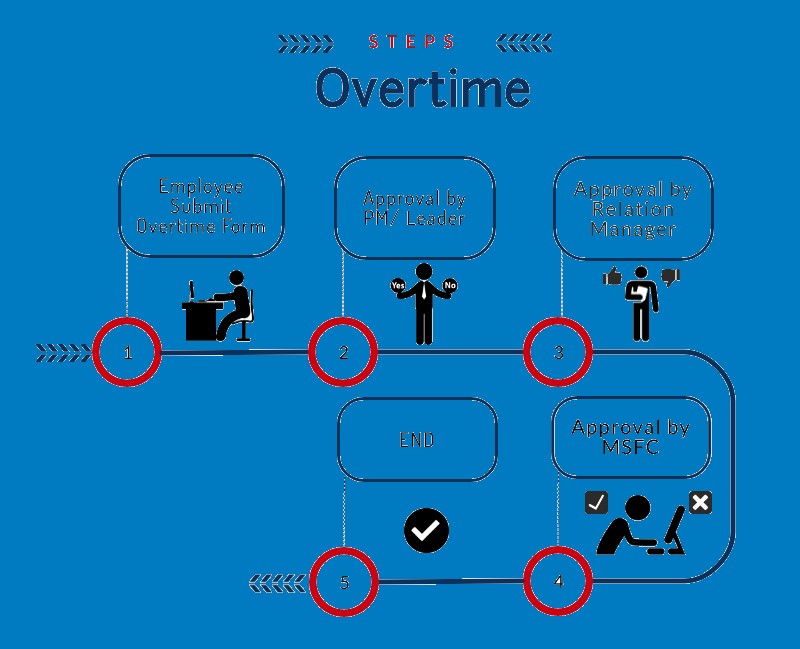 STEPS
Overtime
Employee
Submit
Overtime Form
Approval by
PM/ Leader
Approval by
Relation
Manager
Yes
No
1
2
3
END
Approval by
MSFC
5
4